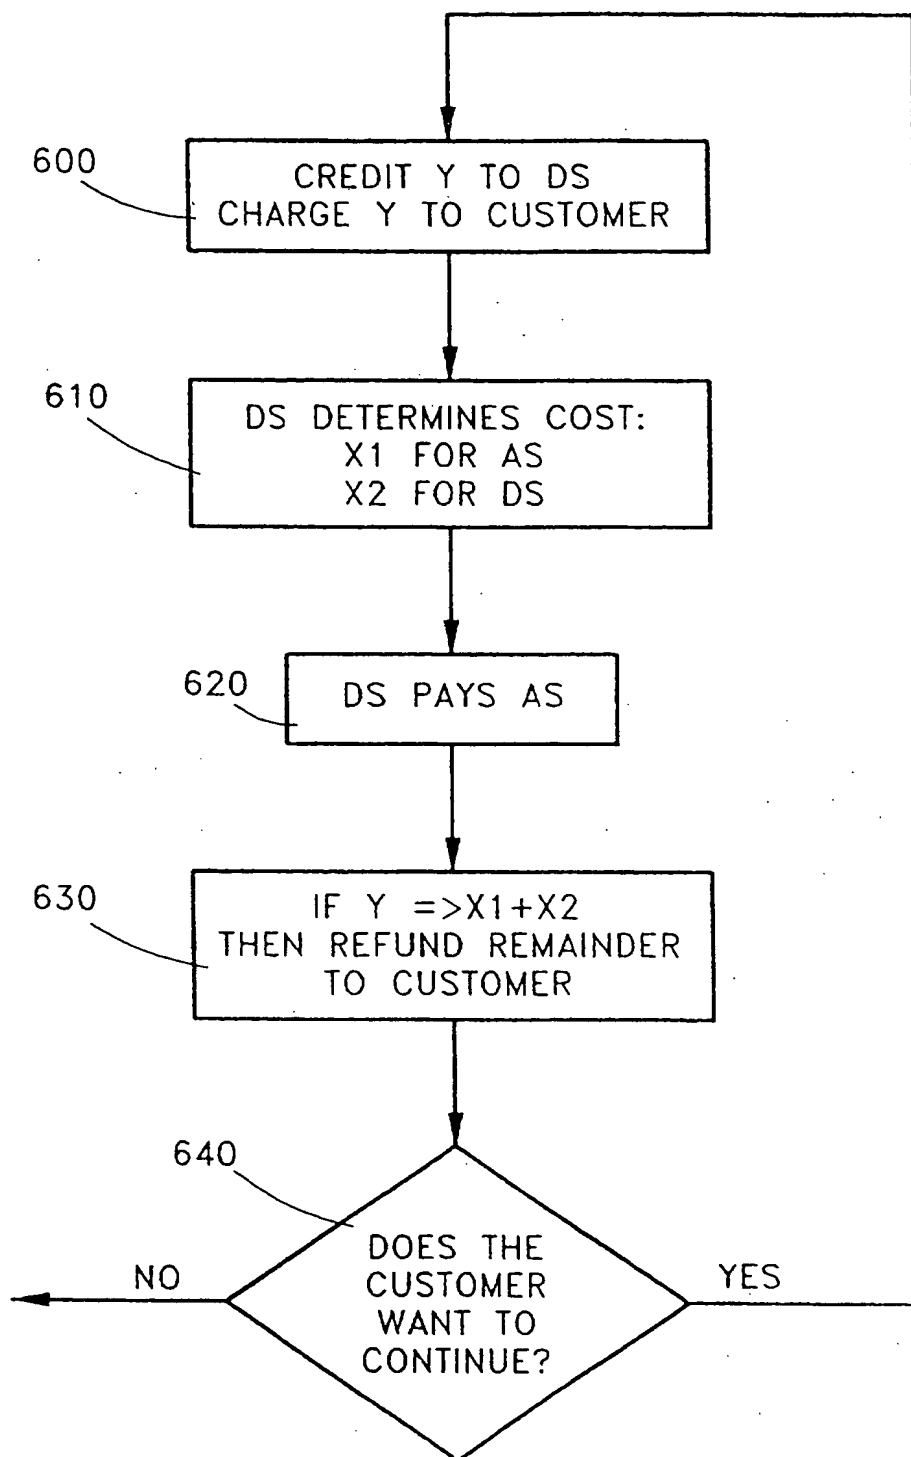 600
CREDIT Y TO DS
CHARGE Y TO CUSTOMER
610
DS DETERMINES COST:
X1 FOR AS
X2 FOR DS
620
DS PAYS AS
630
IF Y =>X1+X2
THEN REFUND REMAINDER
TO CUSTOMER
640
DOES THE
CUSTOMER
WANT TO
CONTINUE?
NO
YES